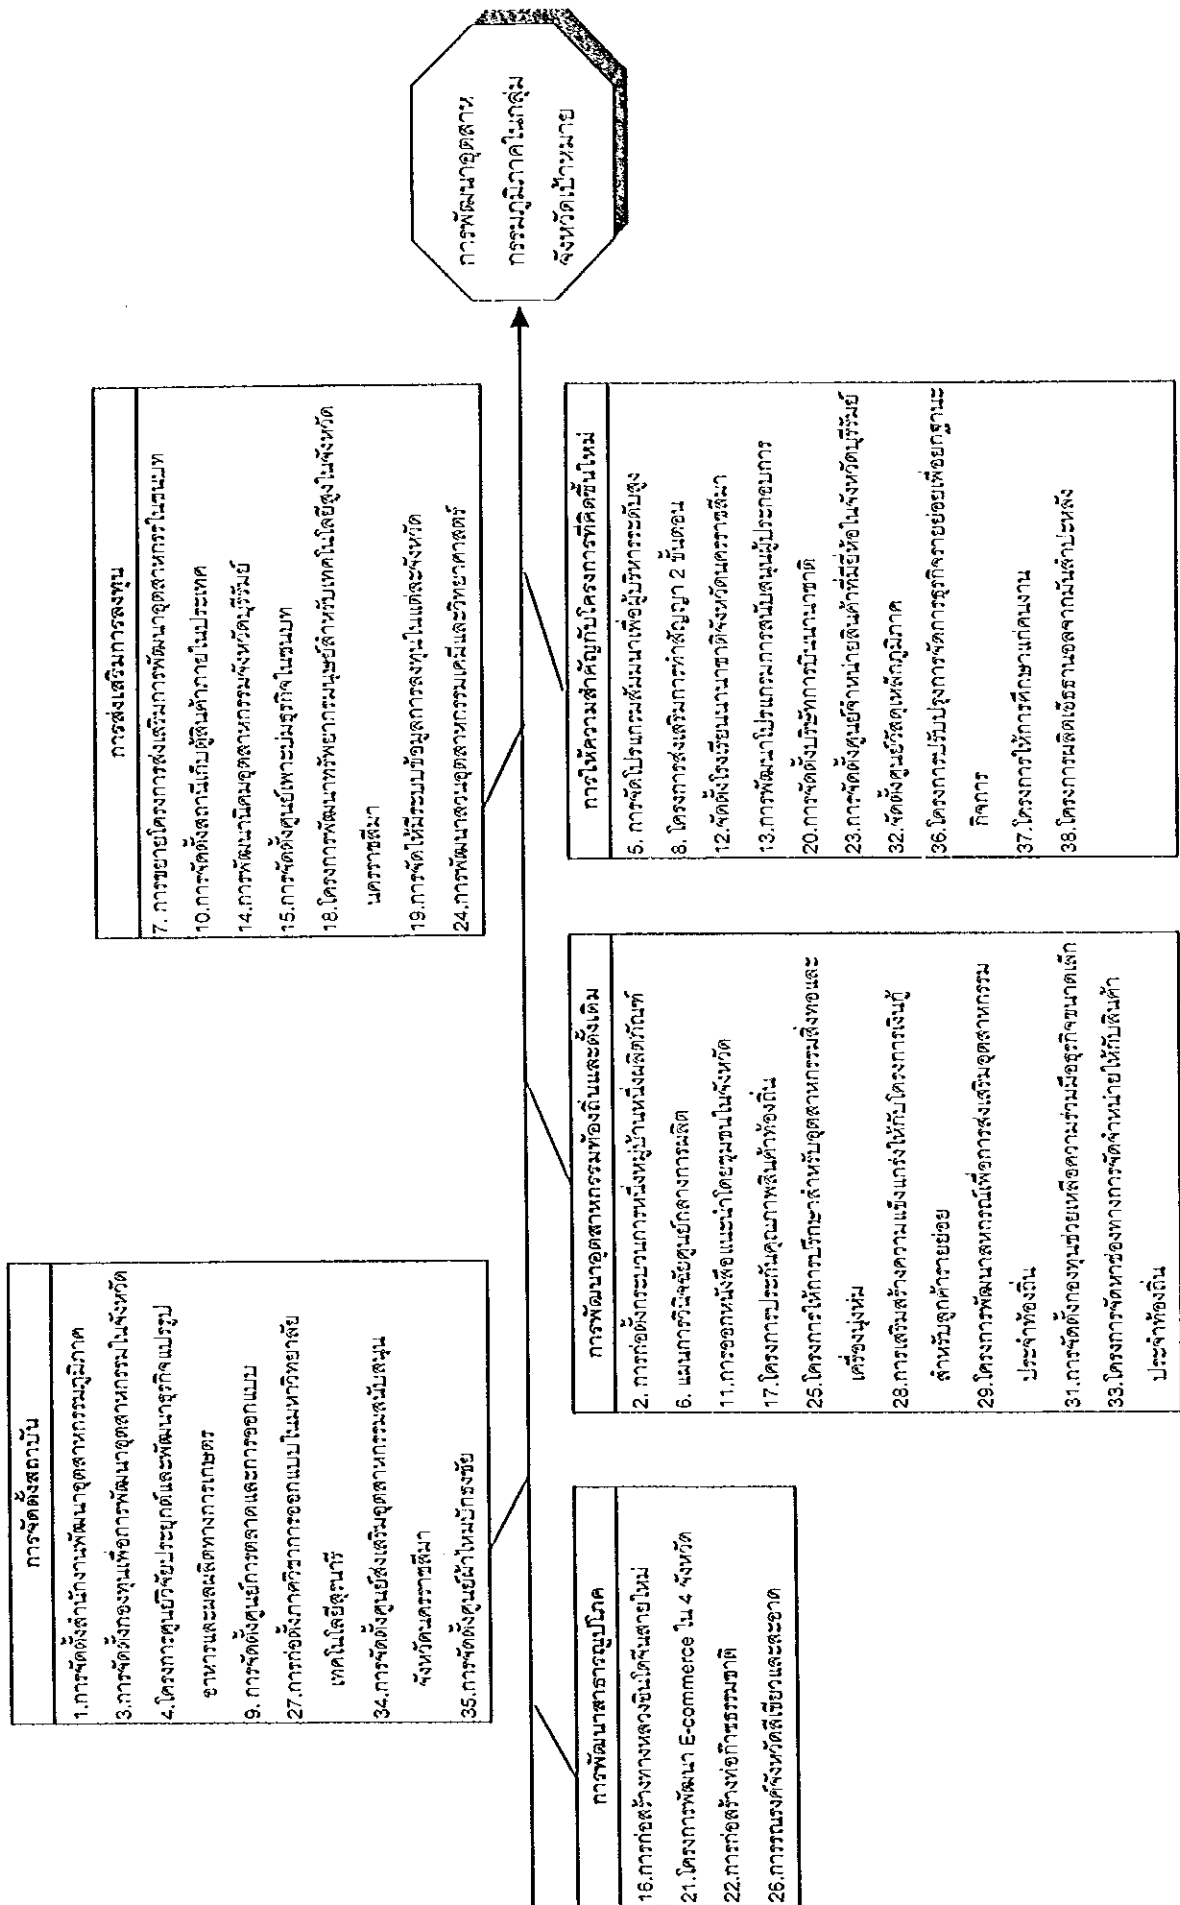 การจัดตั้งสถาบัน
1.การจัดตั้งสำนักงานพัฒนาอุตสาหกรรมภูมิภาค
3.การจัดตั้งกองทุนเพื่อการพัฒนาอุตสาหกรรมในจังหวัด
4.โครงการศูนย์วิจัยประยุกต์และพัฒนาธุรกิจแปรรูป
อาหารและผลผลิตทางการเกษตร
9. การจัดตั้งศูนย์การตลาดและการออกแบบ
27.การก่อตั้งภาควิชาการออกแบบในมหาวิทยาลัย
เทคโนโลยีสุรนารี
34.การจัดตั้งศูนย์ส่งเสริมอุตสาหกรรมสนับสนุน
จังหวัดนครราชสีมา
35.การจัดตั้งศูนย์ผ้าไหมปักธงชัย
การส่งเสริมการลงทุน
7. การขยายโครงการส่งเสริมการพัฒนาอุตสาหกรรในชนบท
10.การจัดตั้งสถานีเก็บตู้สินค้าภายในประเทศ
14.การพัฒนานิคมอุตสาหกรรมจังหวัดบุรีรัมย์
15.การจัดตั้งศูนย์เพาะบ่มธุรกิจในชนบท
18.โครงการพัฒนาทรัพยากรมนุษย์สำหรับเทคโนโลยีสูงในจังหวัด
นครราชสีมา
19.การจัดให้มีระบบข้อมูลการลงทุนในแต่ละจังหวัด
24.การพัฒนาสวนอุตสาหกรรมเคมีและวิทยาศาสตร์
การพัฒนาอุตสาห
กรรมภูมิภาคในกลุ่ม
จังหวัดเป้าหมาย
การพัฒนาสาธารณูปโภค
16.การก่อสร้างทางหลวงอินโดจีนสายใหม่
21.โครงการพัฒนา E-commerce ใน 4 จังหวัด
22.การก่อสร้างท่อก๊าซธรรมชาติ
26.การรณรงค์จังหวัดสีเขียวและสะอาด
การพัฒนาอุตสาหกรรมท้องถิ่นและดั้งเดิม
2. การก่อตั้งกระบวนการหนึ่งหมู่บ้านหนึ่งผลิตภัณฑ์
6. แผนการวินิจฉัยศูนย์กลางการผลิต
11.การออกหนังสือแนะนำโดยชุมชนในจังหวัด
17.โครงการประกันคุณภาพสินค้าท้องถิ่น
25.โครงการให้การปรึกษาสำหรับอุตสาหกรรมสิ่งทอและ
เครื่องนุ่งห่ม
28.การเสริมสร้างความแข็งแกร่งให้กับโครงการเงินกู้
สำหรับลูกค้ารายย่อย
29.โครงการพัฒนาสหกรณ์เพื่อการส่งเสริมอุตสาหกรรม
ประจำท้องถิ่น
31.การจัดตั้งกองทุนช่วยเหลือความร่วมมือธุรกิจขนาดเล็ก
33.โครงการจัดหาช่องทางการจัดจำหน่ายให้กับสินค้า
ประจำท้องถิ่น
การให้ความสำคัญกับโครงการที่คิดขึ้นใหม่
5. การจัดโปรแกรมสัมมนาเพื่อผู้บริหารระดับสูง
8. โครงการส่งเสริมการทำสัญญา 2 ขั้นตอน
12.จัดตั้งโรงเรียนนานาชาติจังหวัดนครราชสีมา
13.การพัฒนาโปรแกรมการสนับสนุนผู้ประกอบการ
20.การจัดตั้งบริษัทการบินนานาชาติ
23.การจัดตั้งศูนย์จำหน่ายสินค้าที่มียี่ห้อในจังหวัดบุรีรัมย์
32.จัดตั้งศูนย์วัสดุเหล็กภูมิภาค
36.โครงการปรับปรุงการจัดการธุรกิจรายย่อยเพื่อยกฐานะ
กิจการ
37.โครงการให้การศึกษาแก่คนงาน
38.โครงการผลิตเอ็ธธานอลจากมันสำปะหลัง